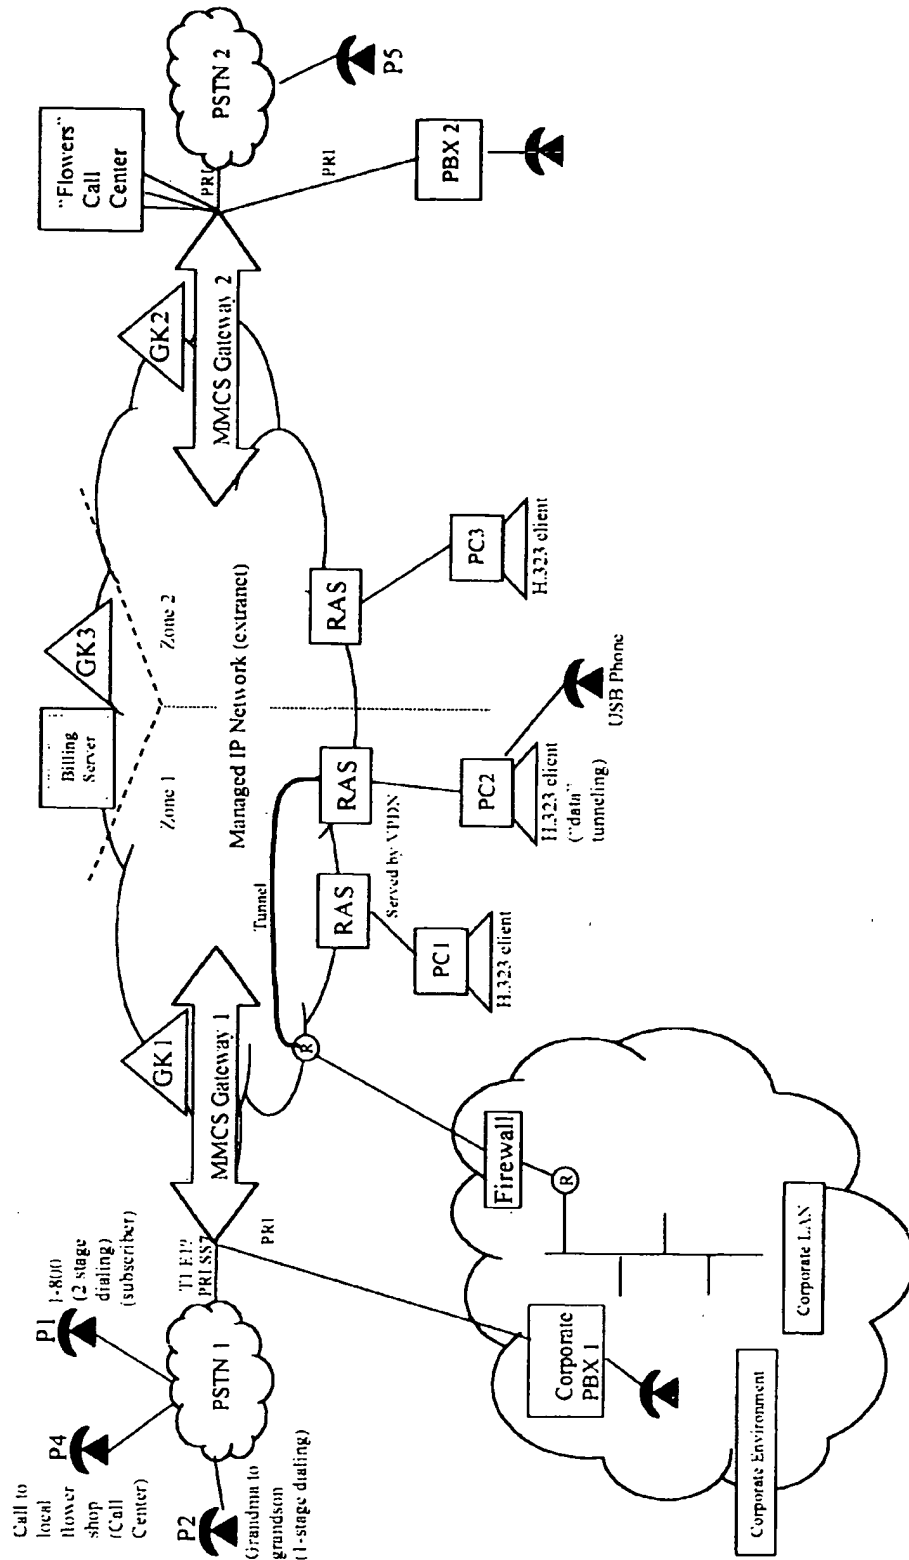 Call to
local
flower
shop
(Call
Center)
P4
P1
1-800
(2 stage
dialing)
(subscriber)
P2
Grandma to
grandson
(1-stage dialing)
PSTN 1
PRI SS7
PRI
GK1
MMCS Gateway 1
Billing
Server
GK3
Zone 1
Zone 2
Managed IP Network (extranet)
GK2
MMCS Gateway 2
"Flowers"
Call
Center
PRI
PSTN 2
P5
PRI
PBX 2
Tunnel
R
RAS
Served by VPDN
RAS
RAS
PC1
H.323 client
PC2
H.323 client
("data"
tunneling)
USB Phone
PC3
H.323 client
Firewall
R
Corporate
PBX 1
Corporate LAN
Corporate Environment